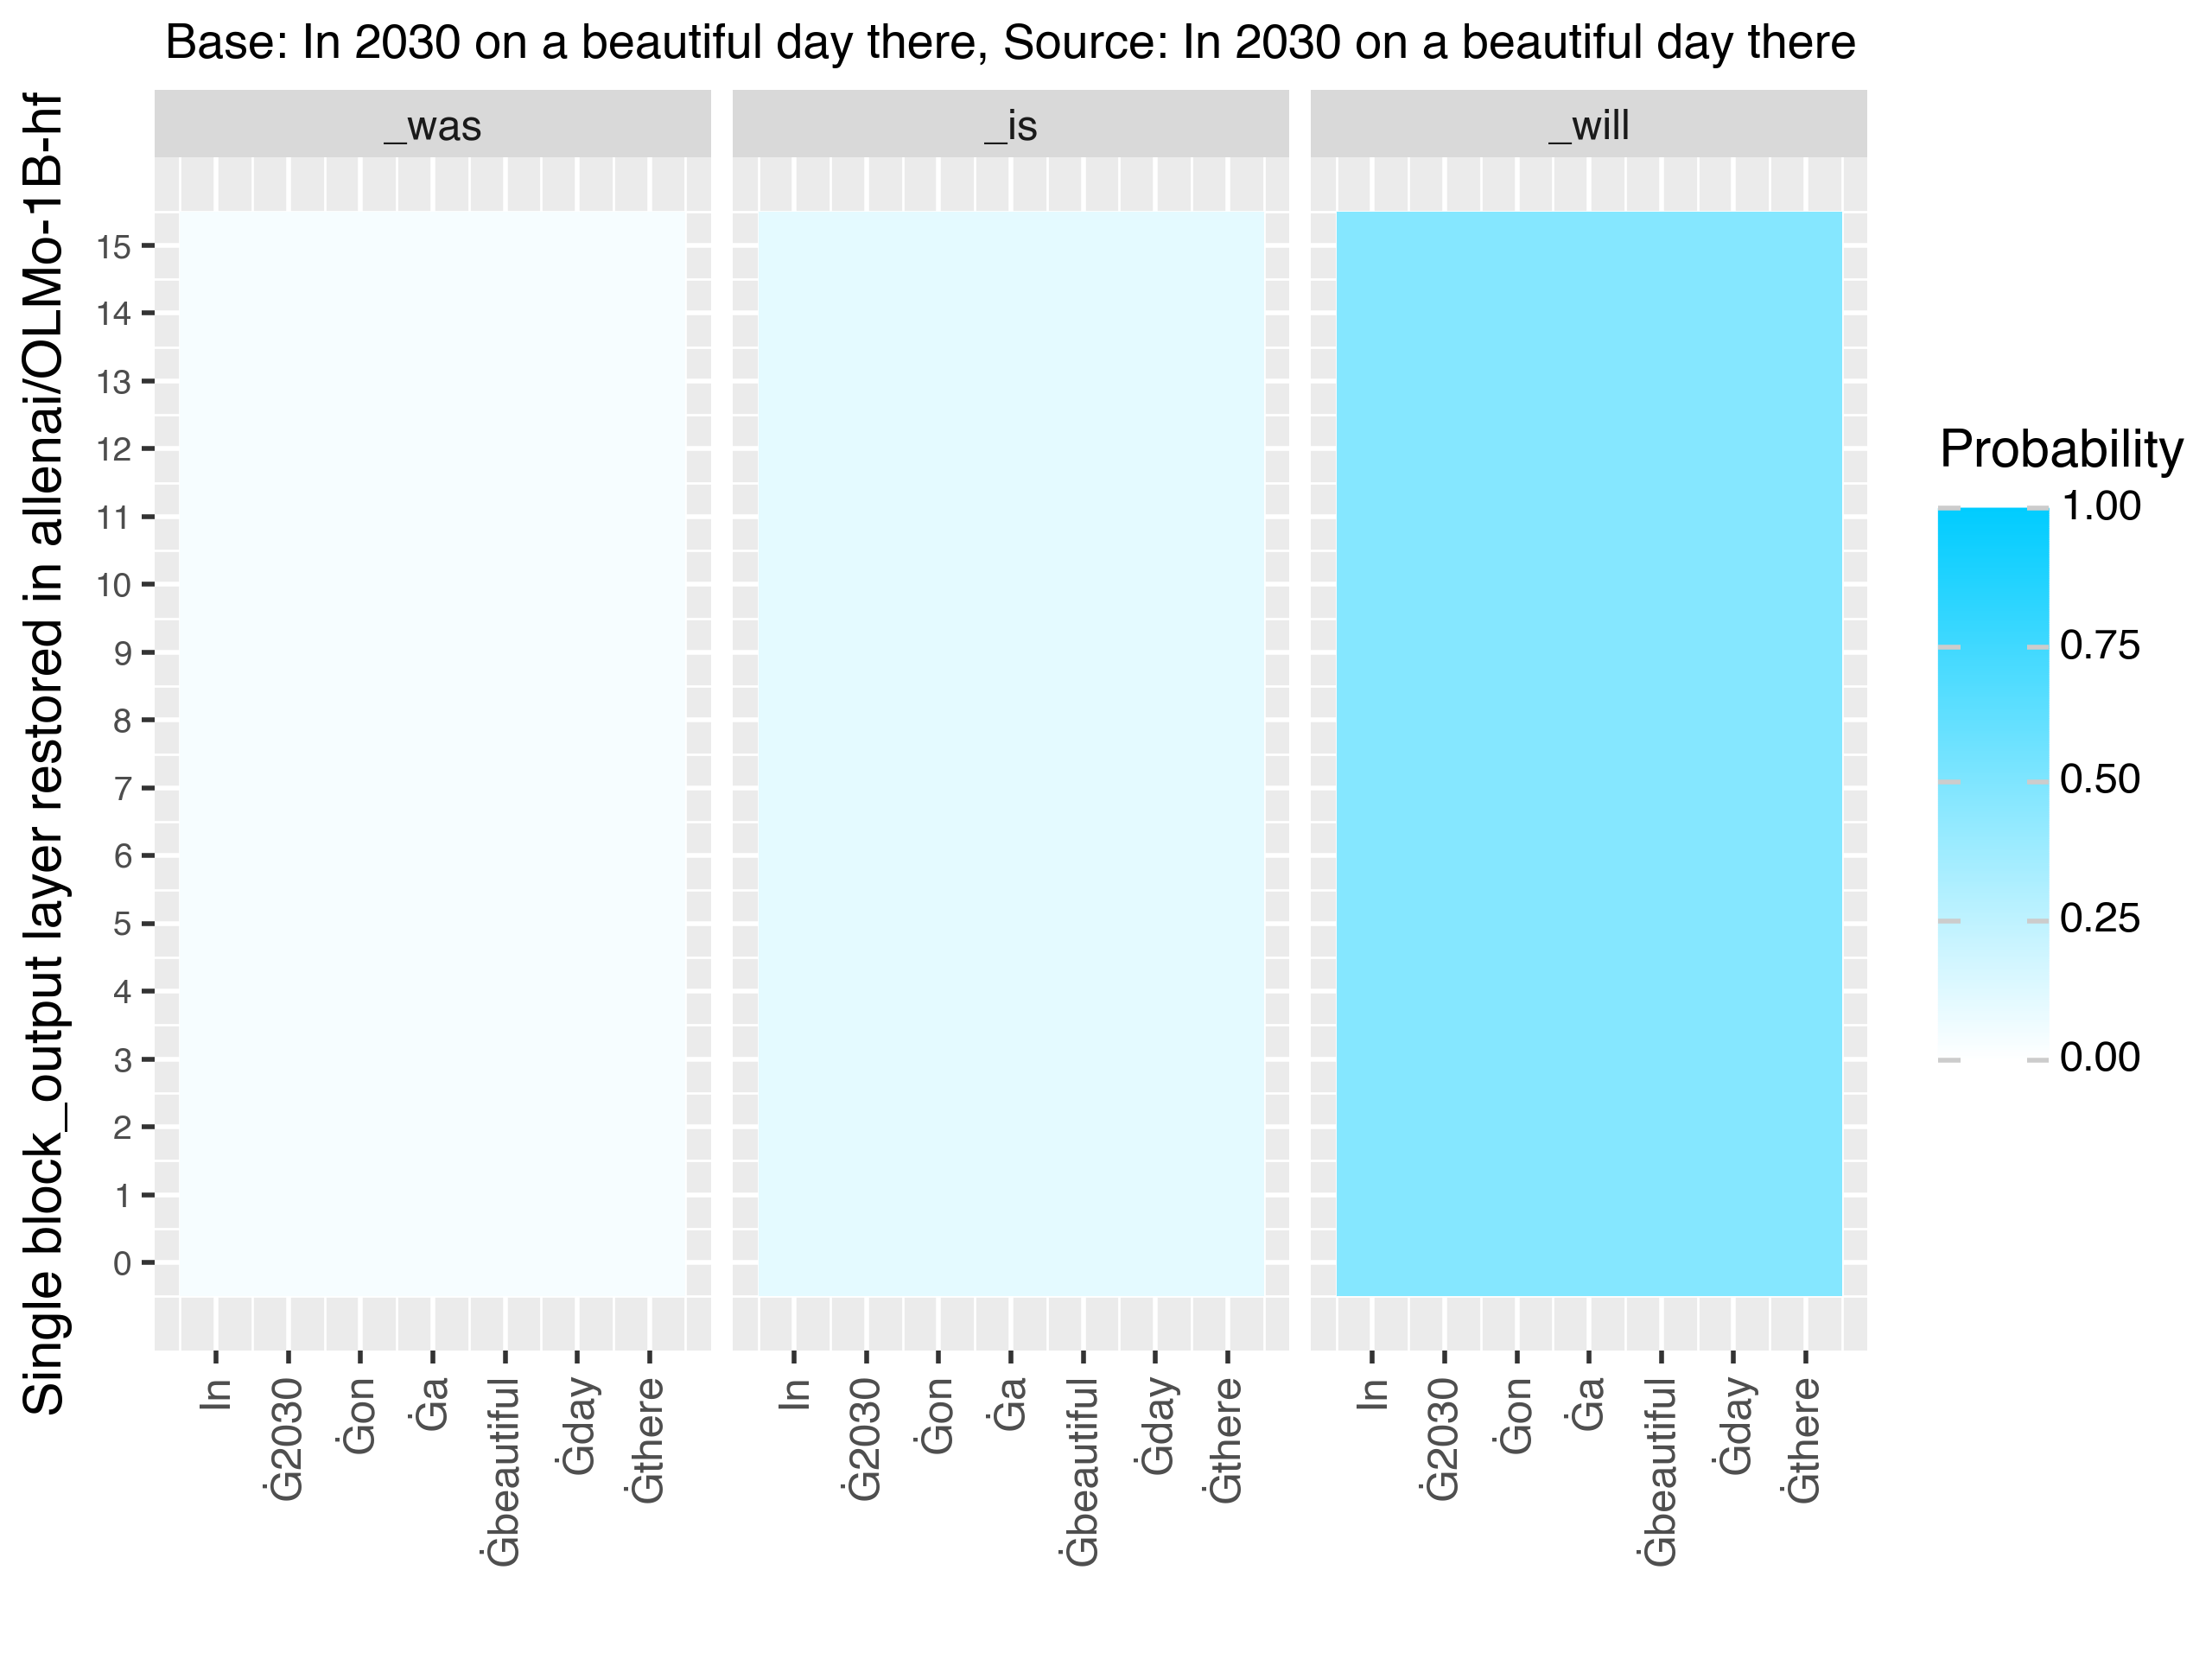 Base: In 2030 on a beautiful day there, Source: In 2030 on a beautiful day there
Single block_output layer restored in allenai/OLMo-1B-hf
_was
_is
_will
15
14
13
12
11
10
9
8
7
6
5
4
3
2
1
0
In
Ġ2030
Ġon
Ġa
Ġbeautiful
Ġday
Ġthere
In
Ġ2030
Ġon
Ġa
Ġbeautiful
Ġday
Ġthere
In
Ġ2030
Ġon
Ġa
Ġbeautiful
Ġday
Ġthere
Probability
1.00
0.75
0.50
0.25
0.00